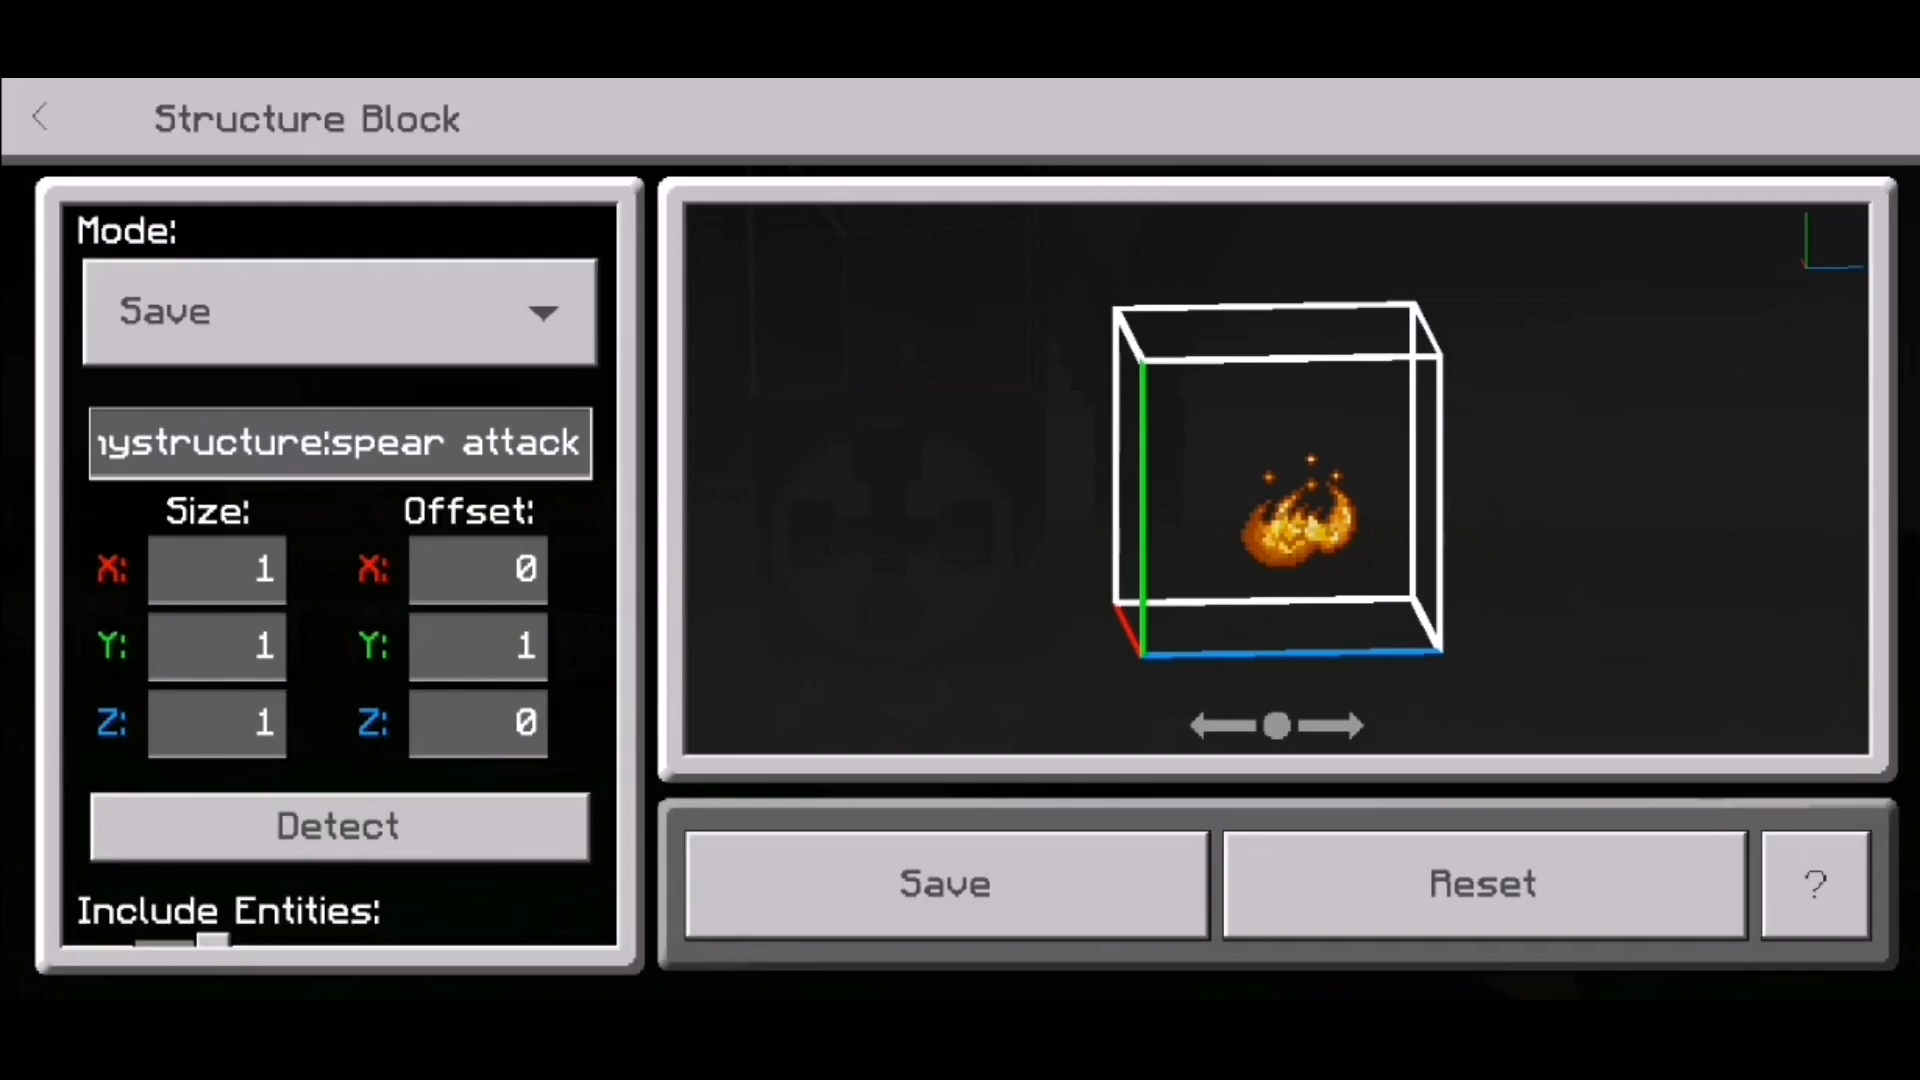 Structure Block
Mode:
Save
mystructure:spear attack
Size:
Offset:
X: 1
X: 0
Y: 1
Y: 1
Z: 1
Z: 0
Detect
Include Entities:
Save
Reset
?